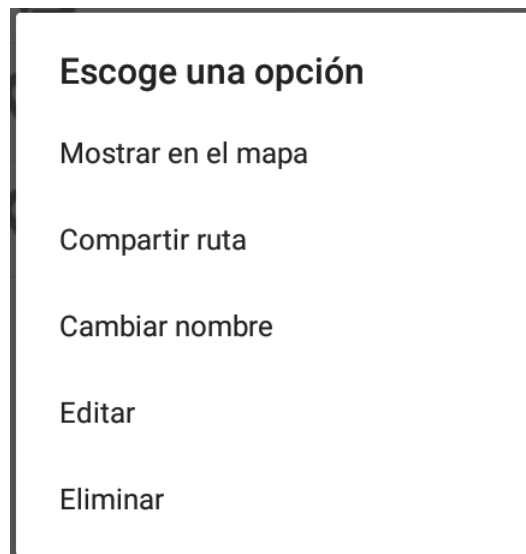 Escoge una opción
Mostrar en el mapa
Compartir ruta
Cambiar nombre
Editar
Eliminar